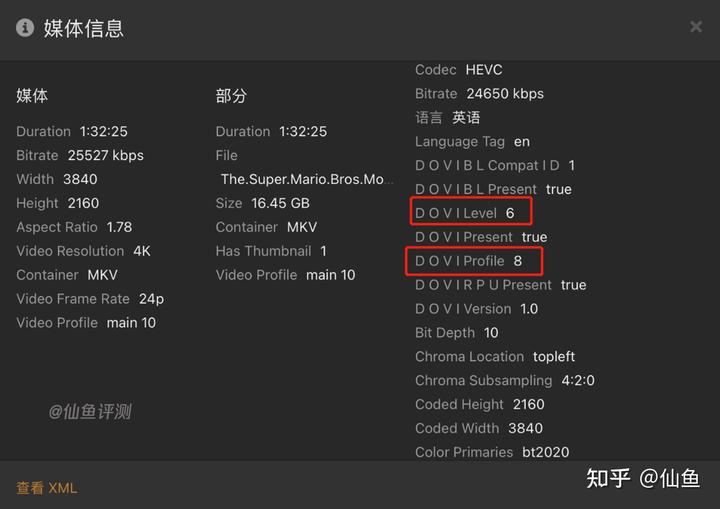 媒体信息
媒体
Duration 1:32:25
Bitrate 25527 kbps
Width 3840
Height 2160
Aspect Ratio 1.78
Video Resolution 4K
Container MKV
Video Frame Rate 24p
Video Profile main 10
部分
Duration 1:32:25
File
The.Super.Mario.Bros.Mo...
Size 16.45 GB
Container MKV
Has Thumbnail 1
Video Profile main 10
Codec HEVC
Bitrate 24650 kbps
语言 英语
Language Tag en
D O V I B L Compat I D 1
D O V I B L Present true
D O V I Level 6
D O V I Present true
D O V I Profile 8
D O V I R P U Present true
D O V I Version 1.0
Bit Depth 10
Chroma Location topleft
Chroma Subsampling 4:2:0
Coded Height 2160
Coded Width 3840
Color Primaries bt2020
@仙鱼评测
查看 XML
知乎 @仙鱼